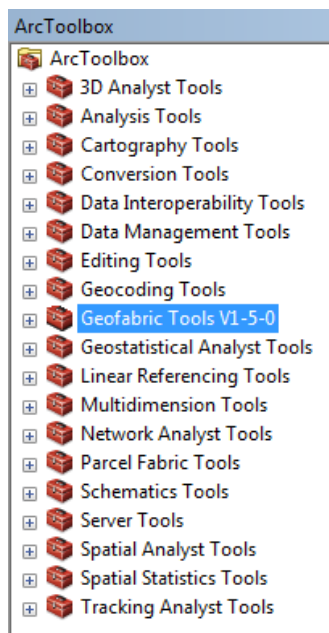 ArcToolbox
ArcToolbox
3D Analyst Tools
Analysis Tools
Cartography Tools
Conversion Tools
Data Interoperability Tools
Data Management Tools
Editing Tools
Geocoding Tools
Geofabric Tools V1-5-0
Geostatistical Analyst Tools
Linear Referencing Tools
Multidimension Tools
Network Analyst Tools
Parcel Fabric Tools
Schematics Tools
Server Tools
Spatial Analyst Tools
Spatial Statistics Tools
Tracking Analyst Tools